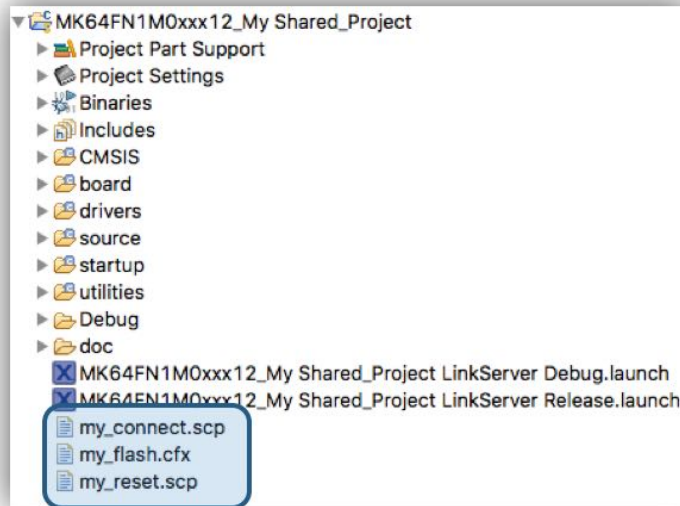 MK64FN1M0xxx12_My Shared_Project
Project Part Support
Project Settings
Binaries
Includes
CMSIS
board
drivers
source
startup
utilities
Debug
doc
MK64FN1M0xxx12_My Shared_Project LinkServer Debug.launch
MK64FN1M0xxx12_My Shared_Project LinkServer Release.launch
my_connect.scp
my_flash.cfx
my_reset.scp